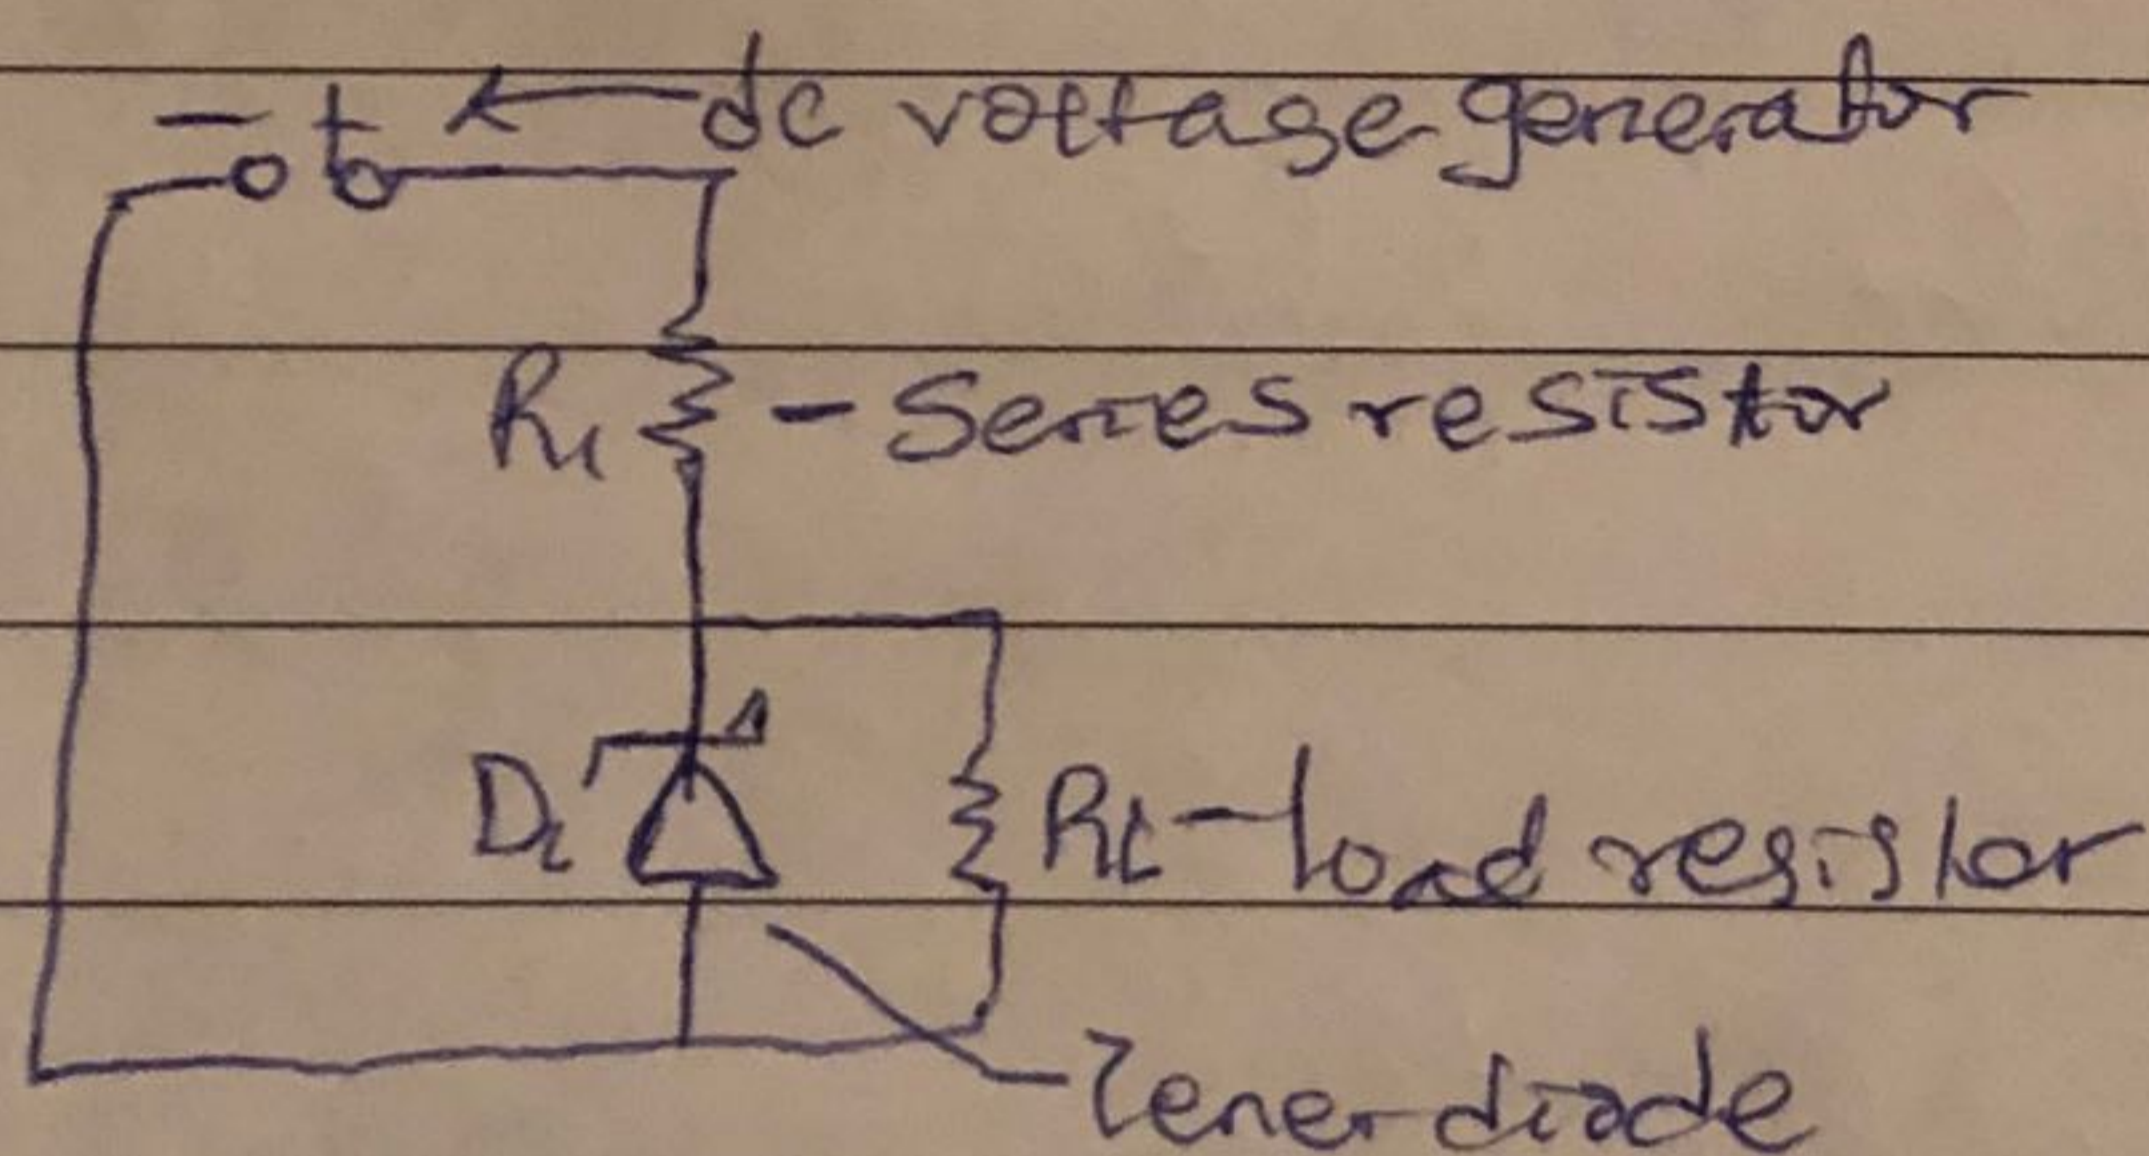 - + ← dc voltage generator
R1 - Series resistor
D1
RL - load resistor
Zener diode